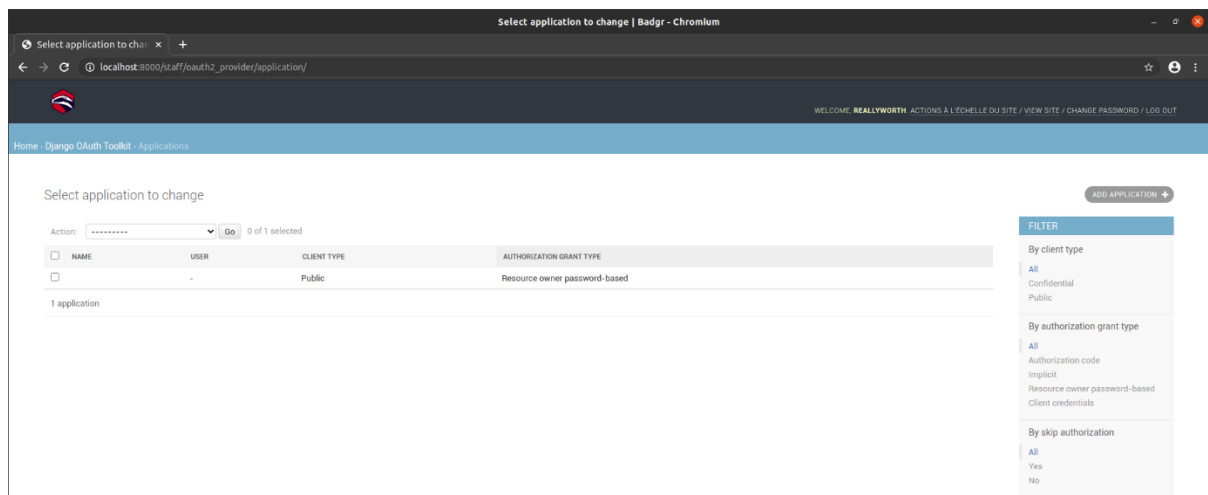 Select application to change | Badgr - Chromium
Select application to chan
localhost:8000/staff/oauth2_provider/application/
WELCOME, REALLYWORTH. ACTIONS À L'ÉCHELLE DU SITE / VIEW SITE / CHANGE PASSWORD / LOG OUT
Home › Django OAuth Toolkit › Applications
Select application to change
ADD APPLICATION +
Action: --------- Go 0 of 1 selected
NAME USER CLIENT TYPE AUTHORIZATION GRANT TYPE
- Public Resource owner password-based
1 application
FILTER
By client type
All
Confidential
Public
By authorization grant type
All
Authorization code
Implicit
Resource owner password-based
Client credentials
By skip authorization
All
Yes
No